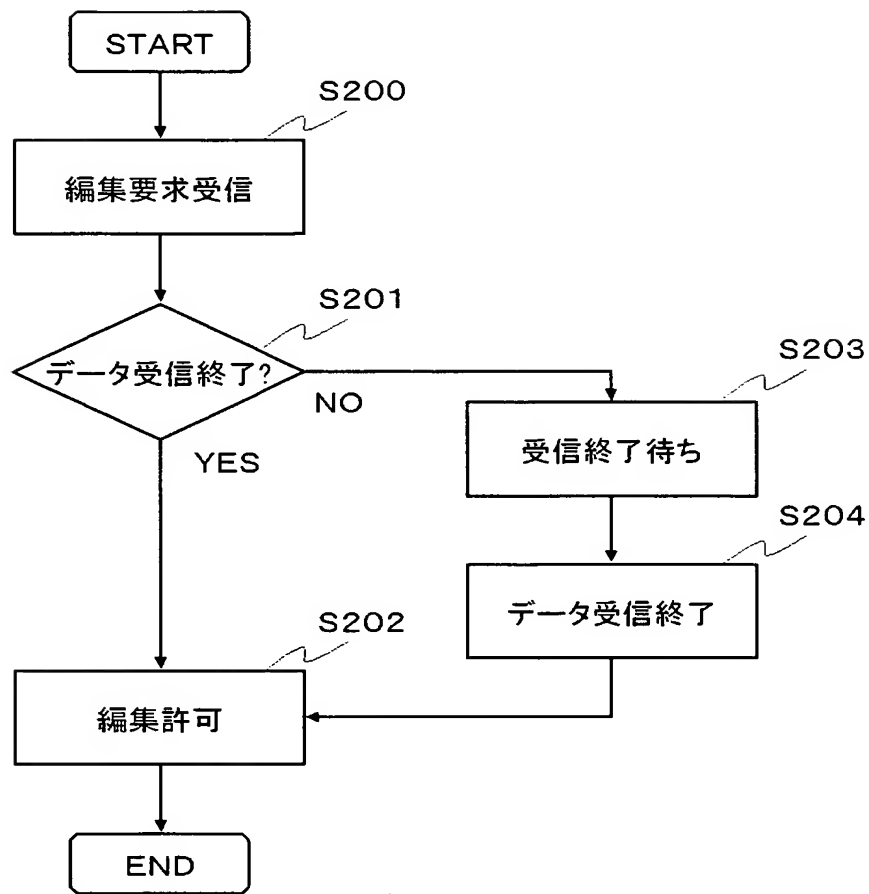 START
S200
編集要求受信
S201
データ受信終了?
NO
YES
S203
受信終了待ち
S204
データ受信終了
S202
編集許可
END